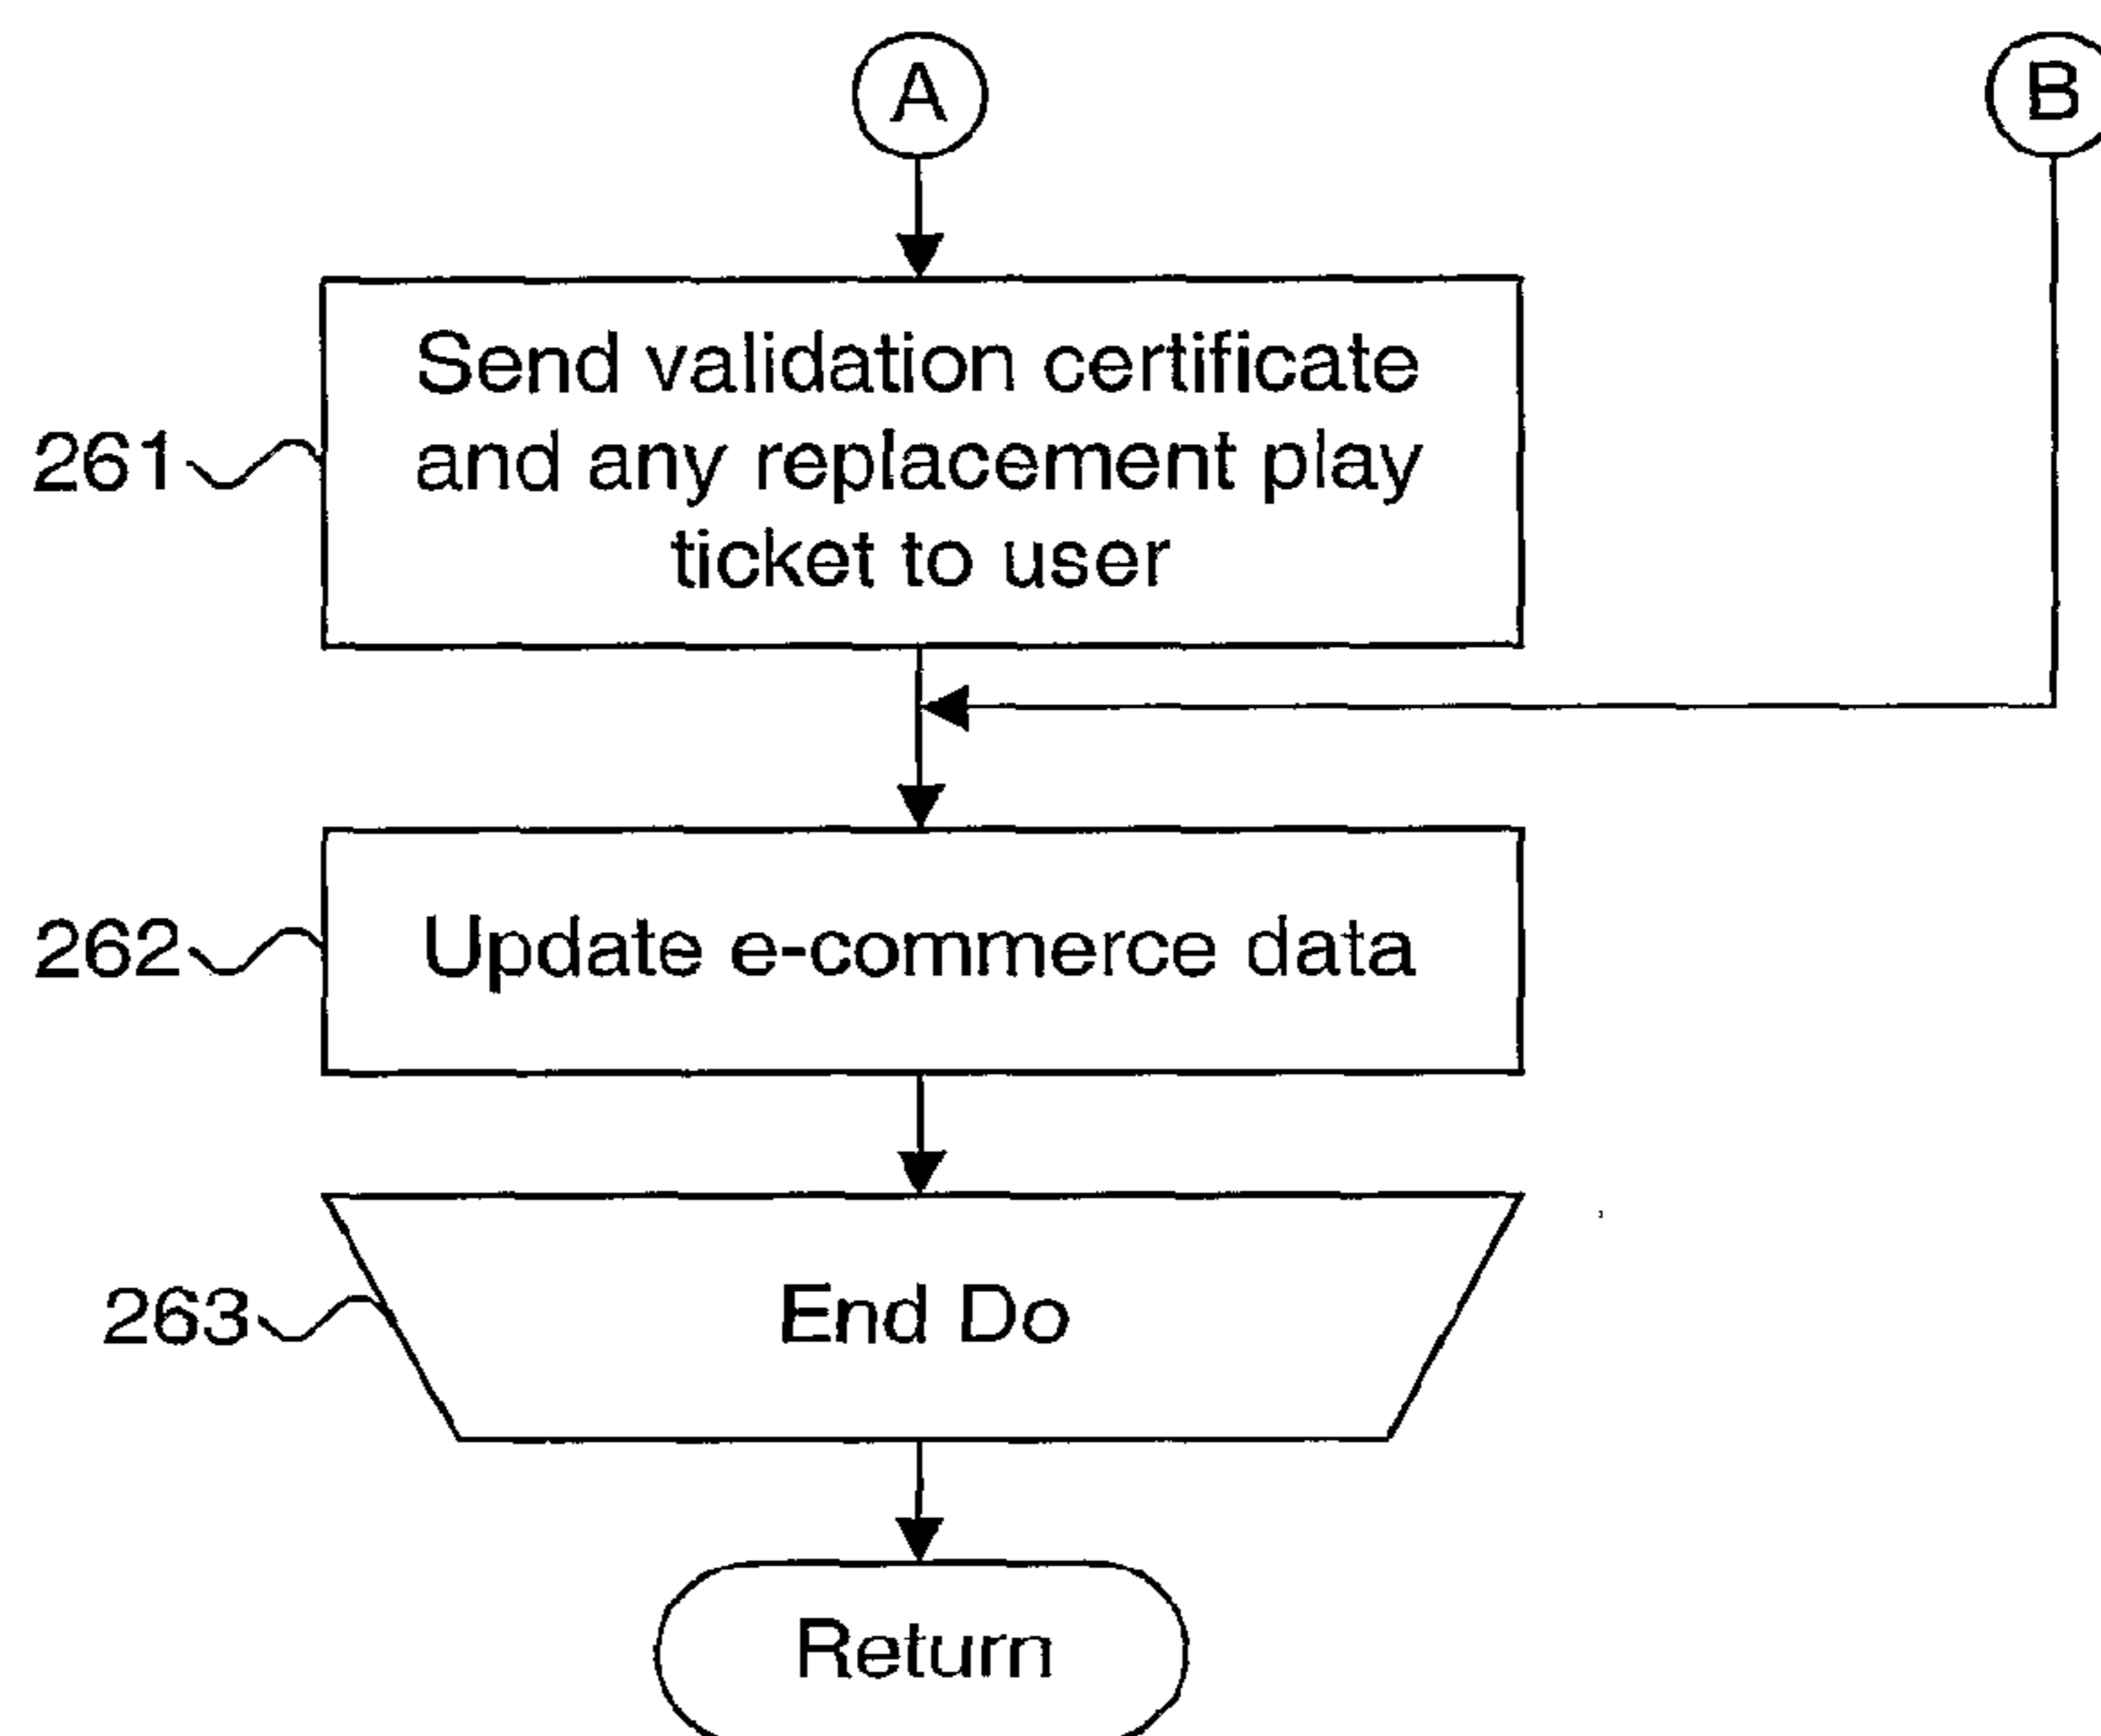 A
B
261
Send validation certificate
and any replacement play
ticket to user
262
Update e-commerce data
263
End Do
Return